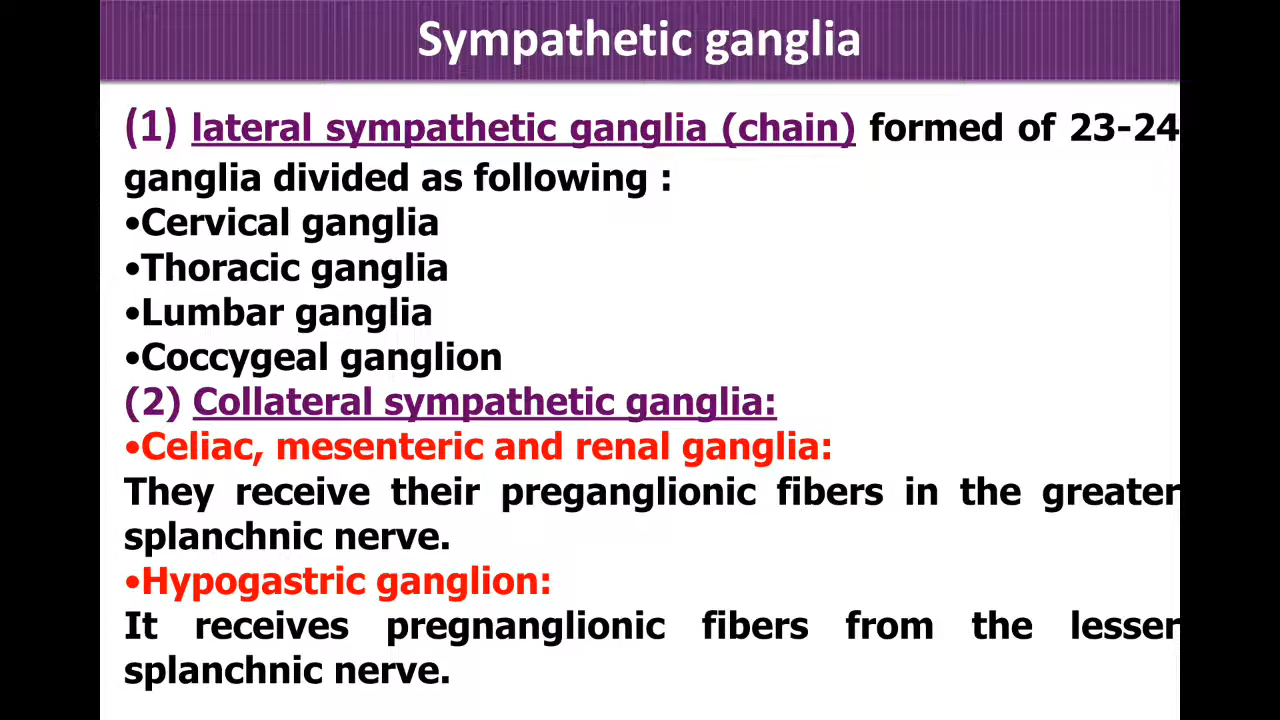 Sympathetic ganglia
(1) lateral sympathetic ganglia (chain) formed of 23-24
ganglia divided as following :
•Cervical ganglia
•Thoracic ganglia
•Lumbar ganglia
•Coccygeal ganglion
(2) Collateral sympathetic ganglia:
•Celiac, mesenteric and renal ganglia:
They receive their preganglionic fibers in the greater
splanchnic nerve.
•Hypogastric ganglion:
It receives pregnanglionic fibers from the lesser
splanchnic nerve.